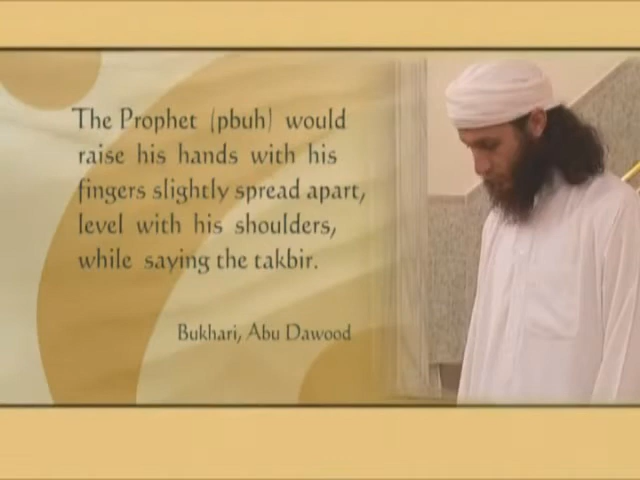 The Prophet (pbuh) would
raise his hands with his
fingers slightly spread apart,
level with his shoulders,
while saying the takbir.
Bukhari, Abu Dawood